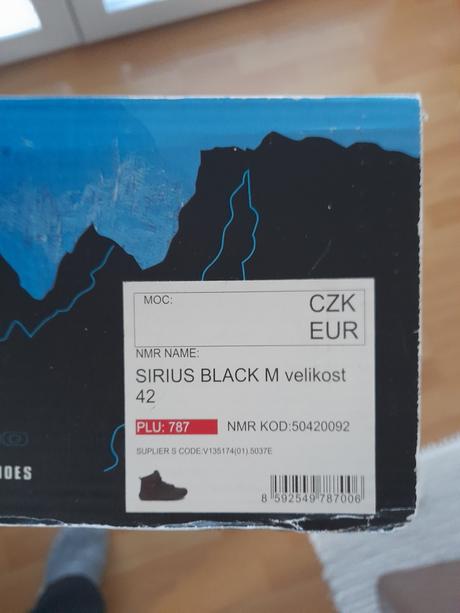 MOC:
CZK
EUR
NMR NAME:
SIRIUS BLACK M velikost
42
PLU: 787
NMR KOD:50420092
SUPLIER S CODE:V135174(01).5037E
8 592549 787006